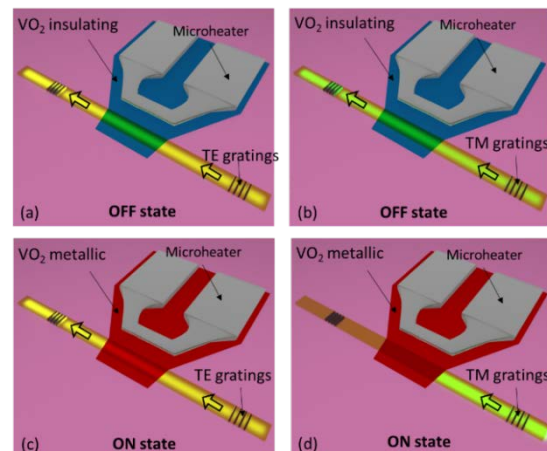 VO₂ insulating
Microheater
TE gratings
(a)
OFF state
VO₂ insulating
Microheater
TM gratings
(b)
OFF state
VO₂ metallic
Microheater
TE gratings
(c)
ON state
VO₂ metallic
Microheater
TM gratings
(d)
ON state